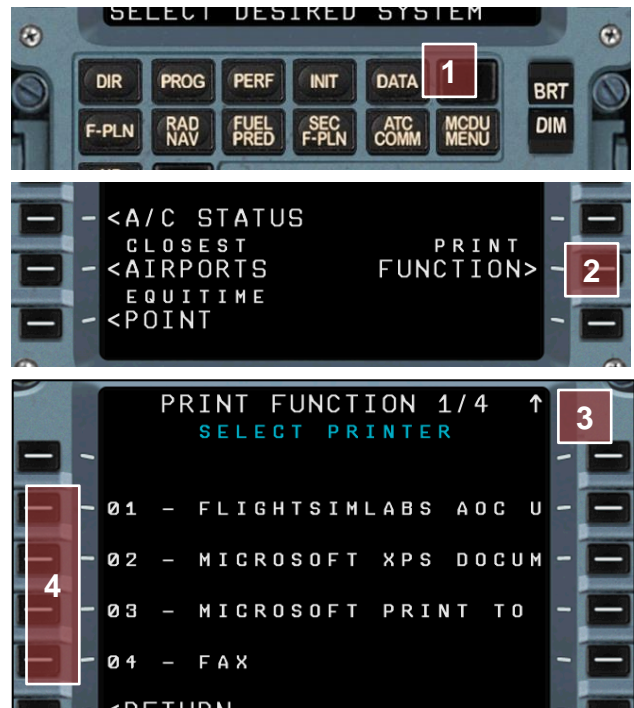 SELECT DESIRED SYSTEM
1
DIR PROG PERF INIT DATA BRT
F-PLN RAD NAV FUEL PRED SEC F-PLN ATC COMM MCDU MENU DIM
<A/C STATUS
CLOSEST PRINT
<AIRPORTS FUNCTION> 2
EQUITIME
<POINT
PRINT FUNCTION 1/4 ↑ 3
SELECT PRINTER
01 - FLIGHTSIMLABS AOC U
02 - MICROSOFT XPS DOCUM
4
03 - MICROSOFT PRINT TO
04 - FAX
<RETURN